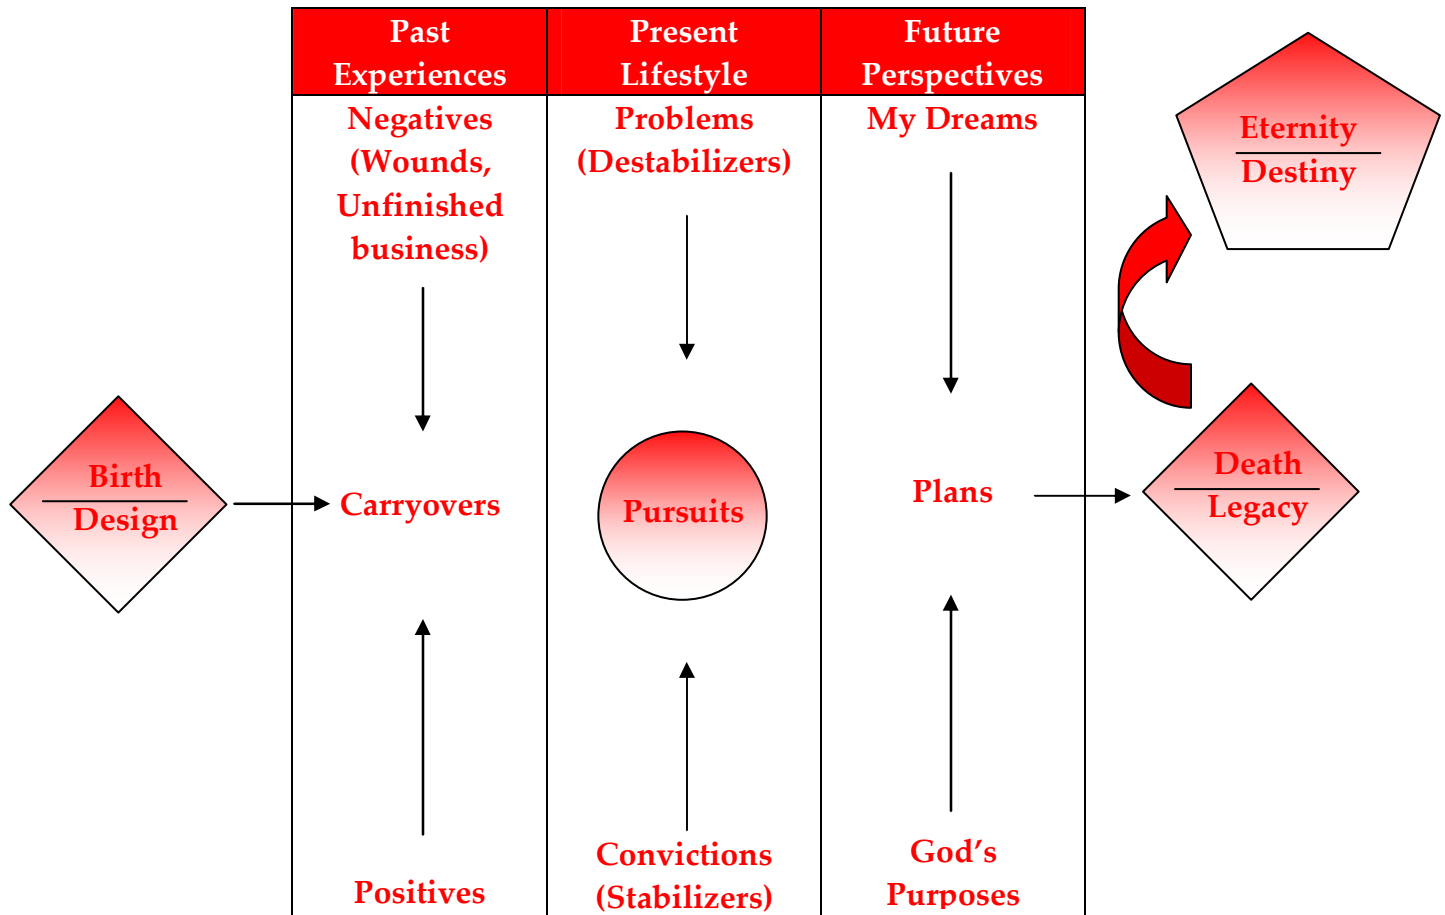 Past
Experiences
Present
Lifestyle
Future
Perspectives
Negatives
(Wounds,
Unfinished
business)
Problems
(Destabilizers)
My Dreams
Eternity
Destiny
Birth
Design
Carryovers
Pursuits
Plans
Death
Legacy
Positives
Convictions
(Stabilizers)
God’s
Purposes